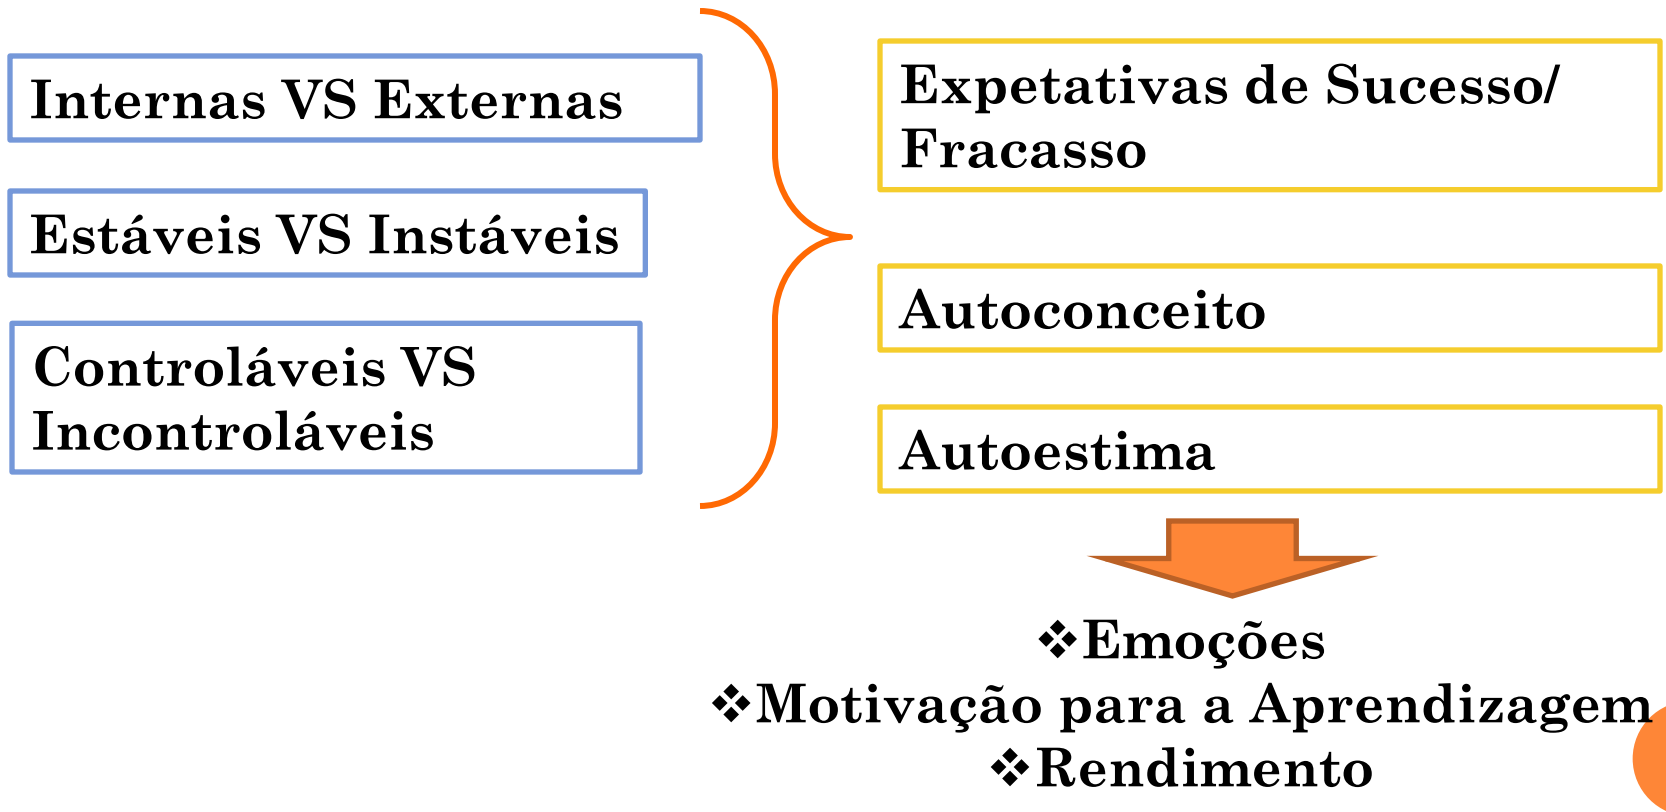 Internas VS Externas
Estáveis VS Instáveis
Controláveis VS
Incontroláveis
Expetativas de Sucesso/
Fracasso
Autoconceito
Autoestima
❖Emoções
❖Motivação para a Aprendizagem
❖Rendimento